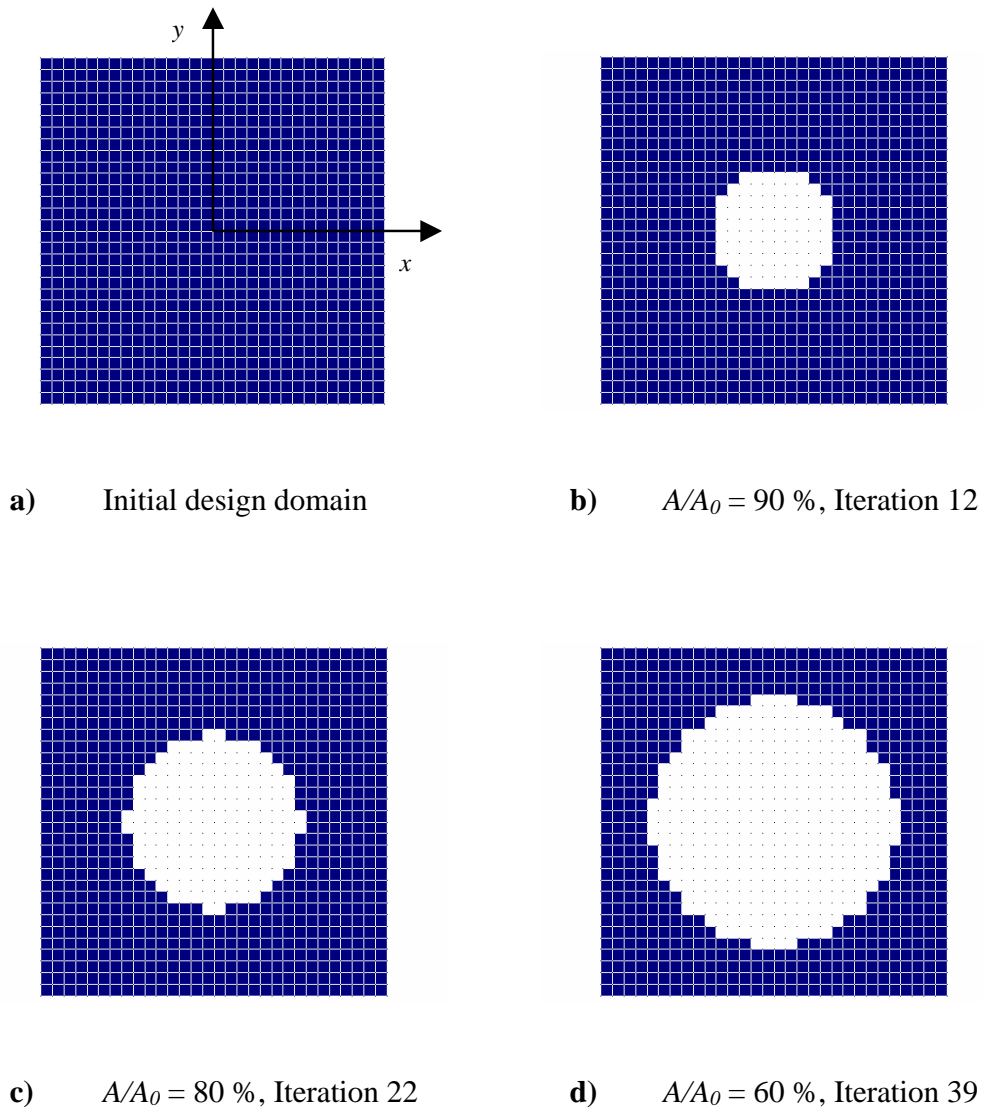 y
x
a) Initial design domain
b) A/A₀ = 90 %, Iteration 12
c) A/A₀ = 80 %, Iteration 22
d) A/A₀ = 60 %, Iteration 39